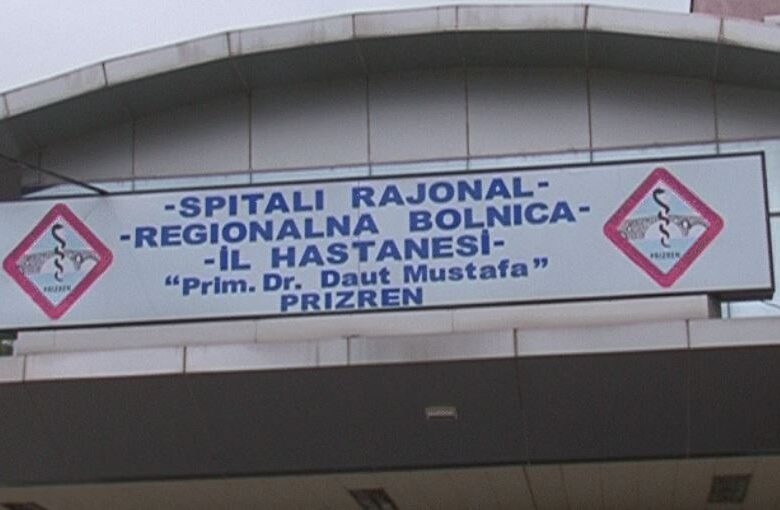 -SPITALI RAJONAL-
-REGIONALNA BOLNICA-
-İL HASTANESİ-
"Prim. Dr. Daut Mustafa"
PRIZREN
PRIZREN
PRIZREN